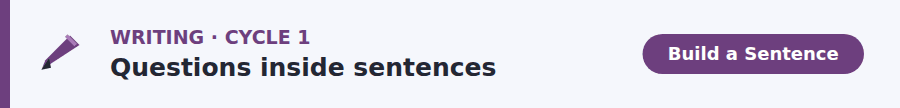 WRITING · CYCLE 1
Questions inside sentences
Build a Sentence